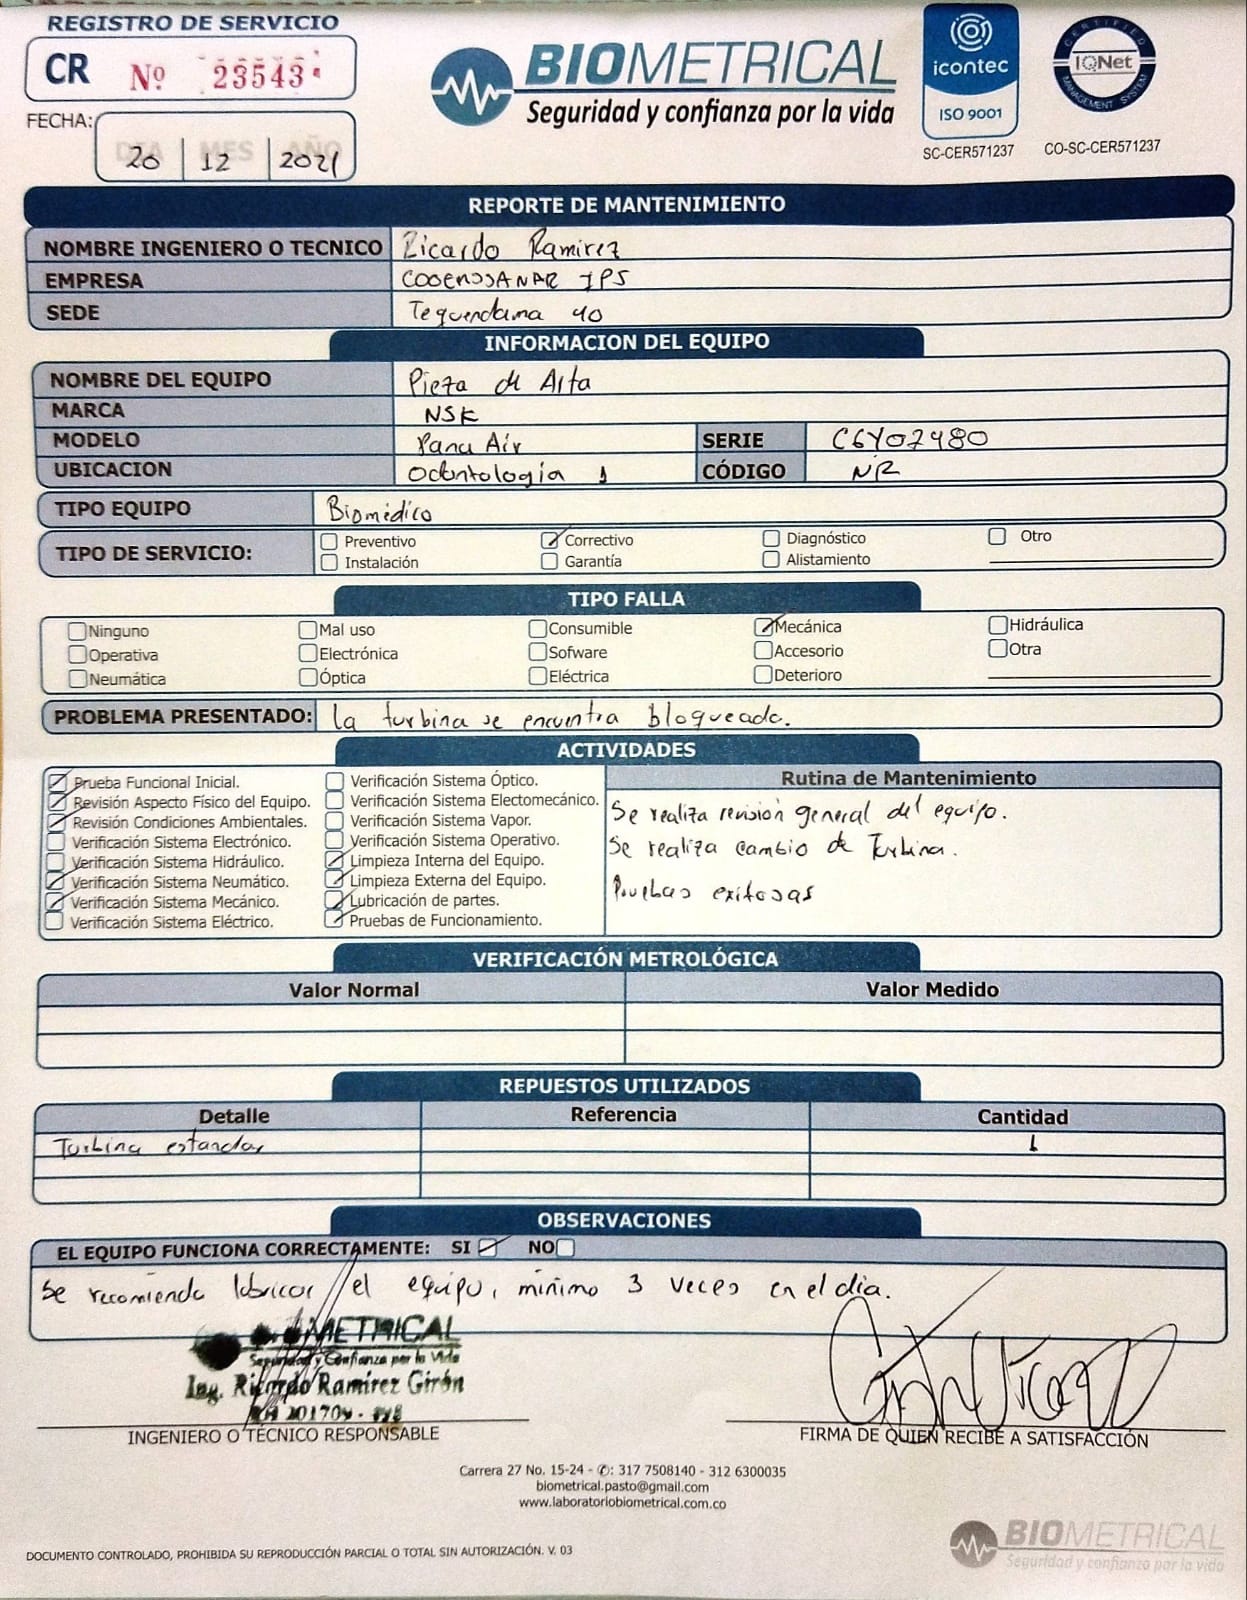 REGISTRO DE SERVICIO
CR Nº 23543
FECHA: DIA MES AÑO
20 12 2021
BIOMETRICAL
Seguridad y confianza por la vida
icontec
ISO 9001
SC-CER571237
CERTIFIED
IQNet
MANAGEMENT SYSTEM
CO-SC-CER571237
REPORTE DE MANTENIMIENTO
NOMBRE INGENIERO O TECNICO Ricardo Ramirez
EMPRESA IPS
SEDE Tequendama 40
INFORMACION DEL EQUIPO
NOMBRE DEL EQUIPO Pieza de Alta
MARCA NSK
MODELO Pana Air SERIE C6Y07480
UBICACION Odontología 1 CÓDIGO NR
TIPO EQUIPO Biomédico
TIPO DE SERVICIO: Preventivo Correctivo Diagnóstico Otro
Instalación Garantía Alistamiento
TIPO FALLA
Ninguno Mal uso Consumible Mecánica Hidráulica
Operativa Electrónica Sofware Accesorio Otra
Neumática Óptica Eléctrica Deterioro
PROBLEMA PRESENTADO: la turbina se encuentra bloqueada.
ACTIVIDADES
Prueba Funcional Inicial.
Revisión Aspecto Físico del Equipo.
Revisión Condiciones Ambientales.
Verificación Sistema Electrónico.
Verificación Sistema Hidráulico.
Verificación Sistema Neumático.
Verificación Sistema Mecánico.
Verificación Sistema Eléctrico.
Verificación Sistema Óptico.
Verificación Sistema Electomecánico.
Verificación Sistema Vapor.
Verificación Sistema Operativo.
Limpieza Interna del Equipo.
Limpieza Externa del Equipo.
Lubricación de partes.
Pruebas de Funcionamiento.
Rutina de Mantenimiento
Se realiza revisión general del equipo.
Se realiza cambio de Turbina.
Pruebas exitosas
VERIFICACIÓN METROLÓGICA
Valor Normal Valor Medido
REPUESTOS UTILIZADOS
Detalle Referencia Cantidad
Turbina estandar 1
OBSERVACIONES
EL EQUIPO FUNCIONA CORRECTAMENTE: SI NO
Se recomienda lubricar el equipo, mínimo 3 veces en el día.
BIOMETRICAL
Seguridad y Confianza por la Vida
Ing. Ricardo Ramirez Girón
INGENIERO O TÉCNICO RESPONSABLE
FIRMA DE QUIEN RECIBE A SATISFACCIÓN
Carrera 27 No. 15-24 - ✆: 317 7508140 - 312 6300035
biometrical.pasto@gmail.com
www.laboratoriobiometrical.com.co
DOCUMENTO CONTROLADO, PROHIBIDA SU REPRODUCCIÓN PARCIAL O TOTAL SIN AUTORIZACIÓN. V. 03
BIOMETRICAL
Seguridad y confianza por la vida